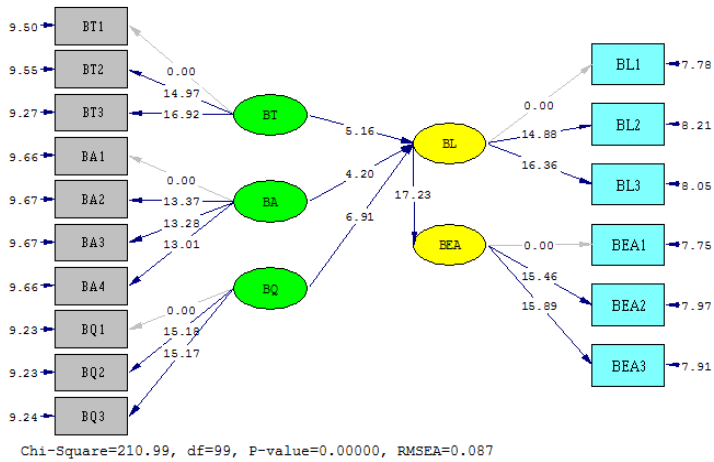 9.50 BT1
9.55 BT2
9.27 BT3
9.66 BA1
9.67 BA2
9.67 BA3
9.66 BA4
9.23 BQ1
9.23 BQ2
9.24 BQ3
0.00
14.97
16.92
0.00
13.37
13.28
13.01
0.00
15.18
15.17
BT
BA
BQ
5.16
4.20
6.91
BL
17.23
BEA
0.00
14.88
16.36
0.00
15.46
15.89
BL1 7.78
BL2 8.21
BL3 8.05
BEA1 7.75
BEA2 7.97
BEA3 7.91
Chi-Square=210.99, df=99, P-value=0.00000, RMSEA=0.087